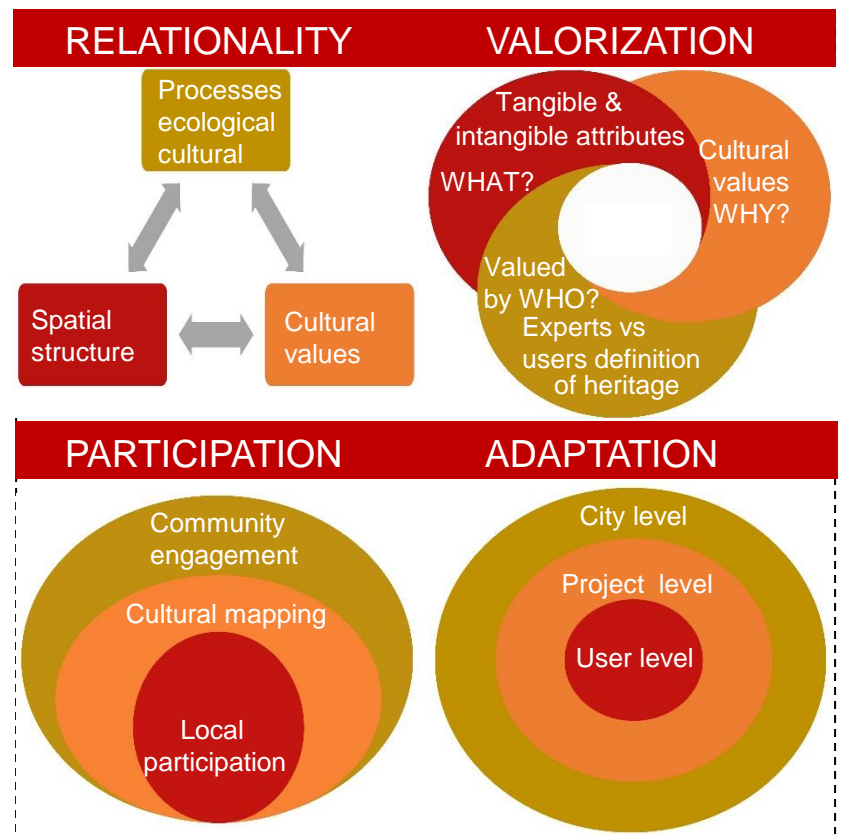 RELATIONALITY
Processes
ecological
cultural
Spatial
structure
Cultural
values
VALORIZATION
Tangible &
intangible attributes
WHAT?
Cultural
values
WHY?
Valued
by WHO?
Experts vs
users definition
of heritage
PARTICIPATION
Community
engagement
Cultural mapping
Local
participation
ADAPTATION
City level
Project level
User level